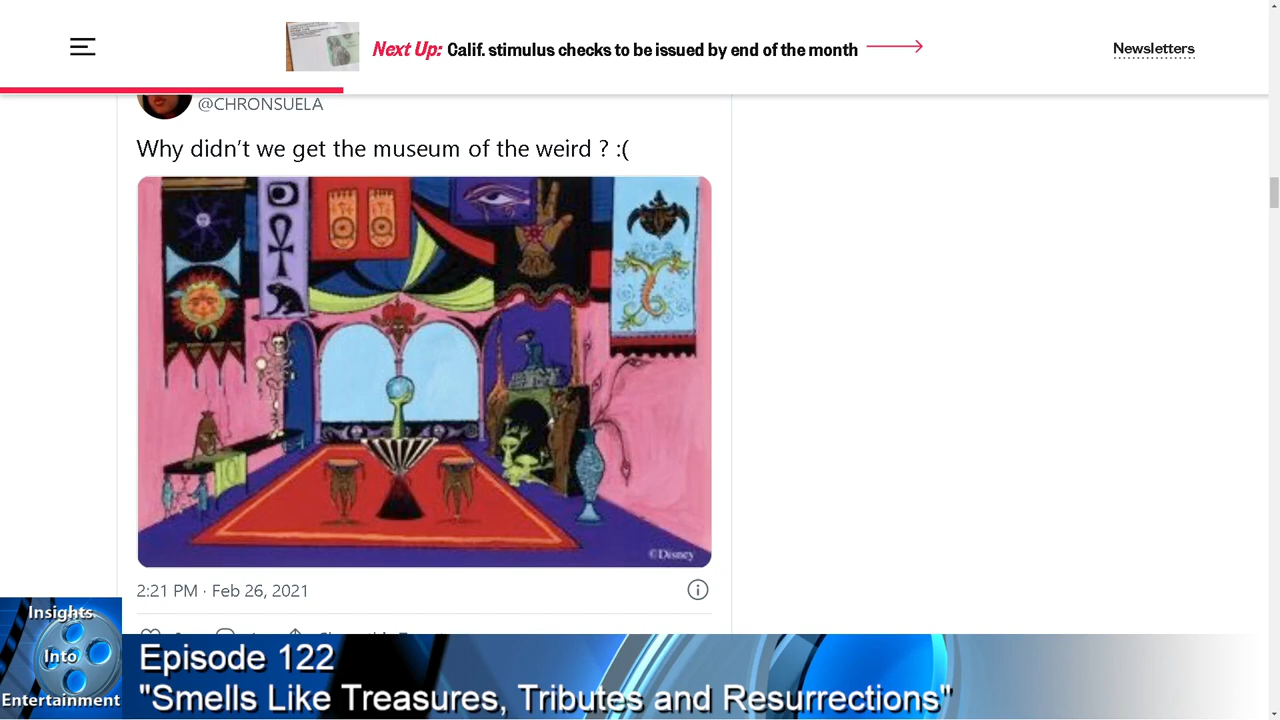 Next Up: Calif. stimulus checks to be issued by end of the month
Newsletters
@CHRONSUELA
Why didn't we get the museum of the weird ? :(
©Disney
2:21 PM · Feb 26, 2021
Insights
Into
Entertainment
Episode 122
"Smells Like Treasures, Tributes and Resurrections"